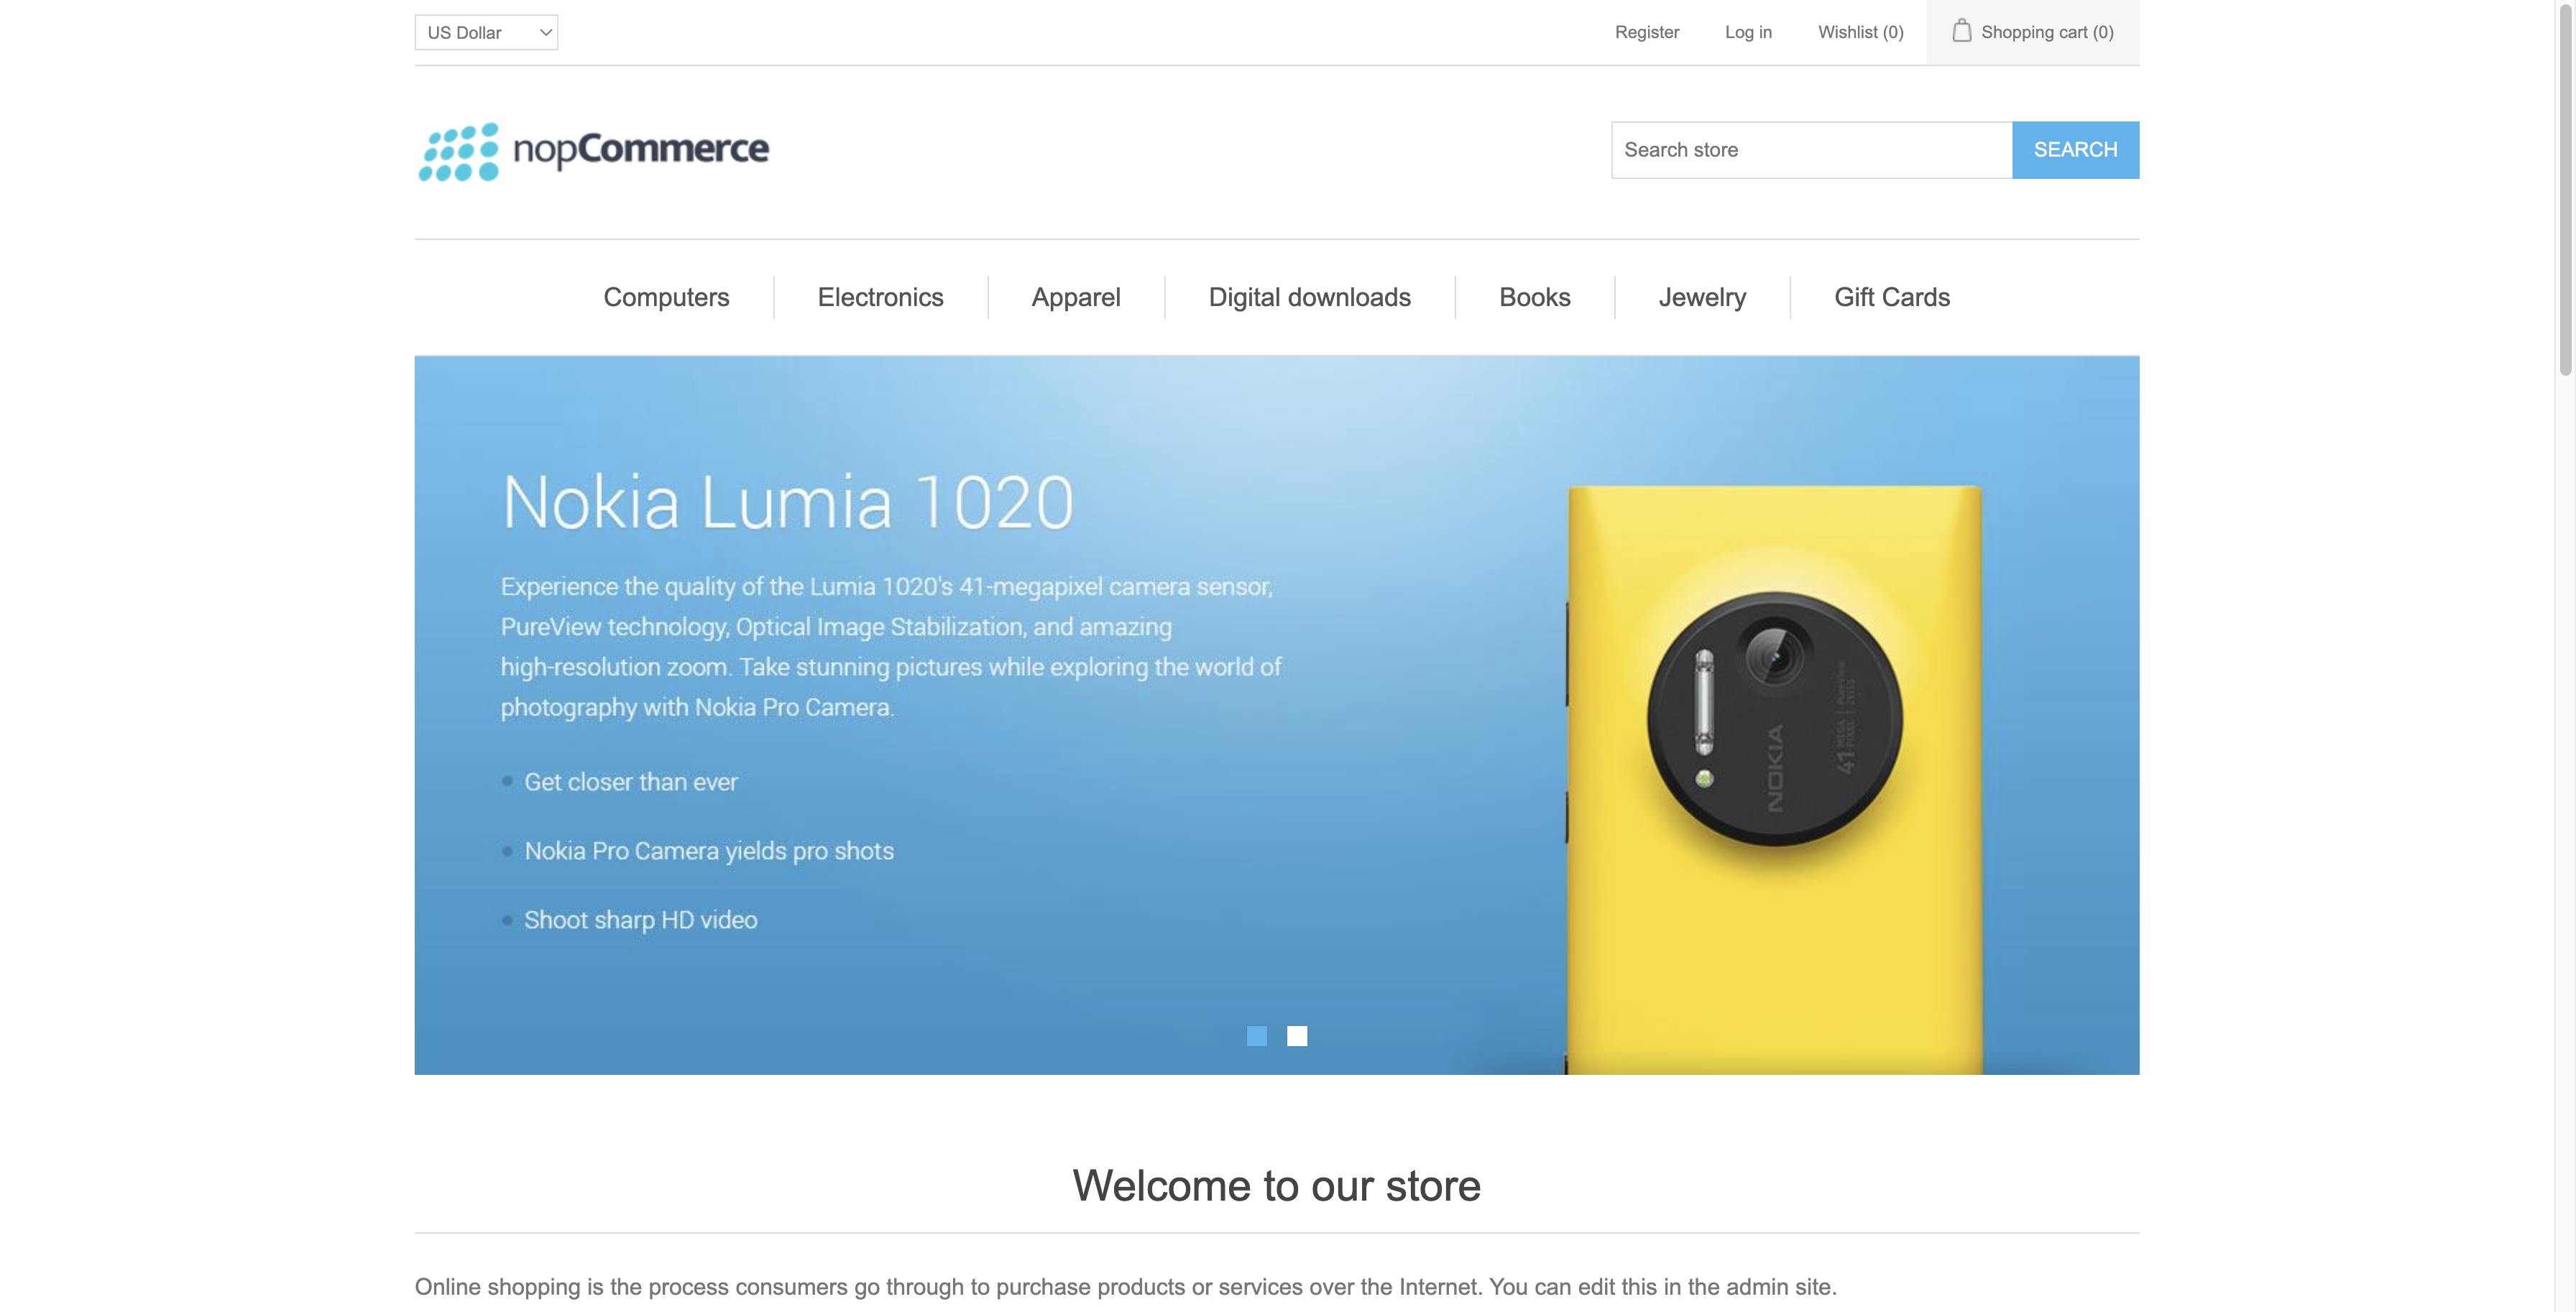 US Dollar
Register
Log in
Wishlist (0)
Shopping cart (0)
nopCommerce
Search store
SEARCH
Computers
Electronics
Apparel
Digital downloads
Books
Jewelry
Gift Cards
Nokia Lumia 1020
Experience the quality of the Lumia 1020's 41-megapixel camera sensor,
PureView technology, Optical Image Stabilization, and amazing
high-resolution zoom. Take stunning pictures while exploring the world of
photography with Nokia Pro Camera.
Get closer than ever
Nokia Pro Camera yields pro shots
Shoot sharp HD video
NOKIA
41 MEGA PIXEL | PureView ZEISS
Welcome to our store
Online shopping is the process consumers go through to purchase products or services over the Internet. You can edit this in the admin site.